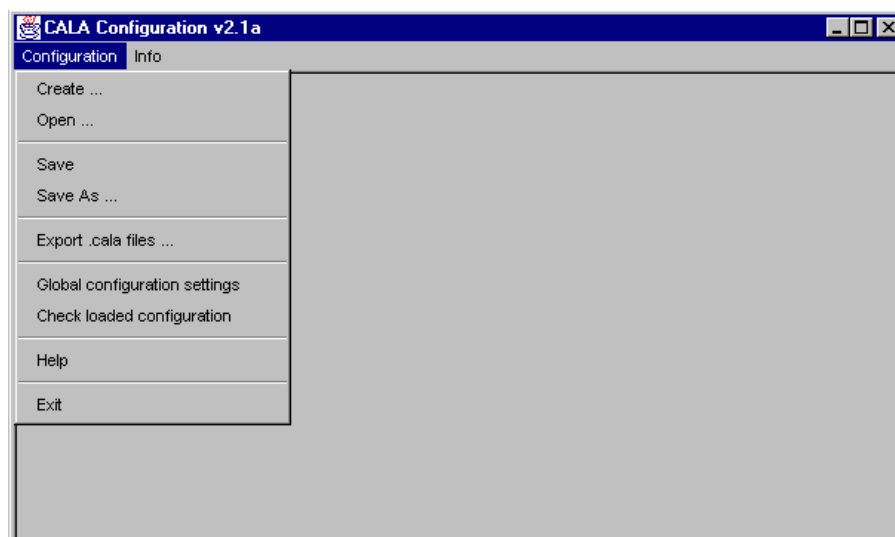 CALA Configuration v2.1a
Configuration Info
Create ...
Open ...
Save
Save As ...
Export .cala files ...
Global configuration settings
Check loaded configuration
Help
Exit